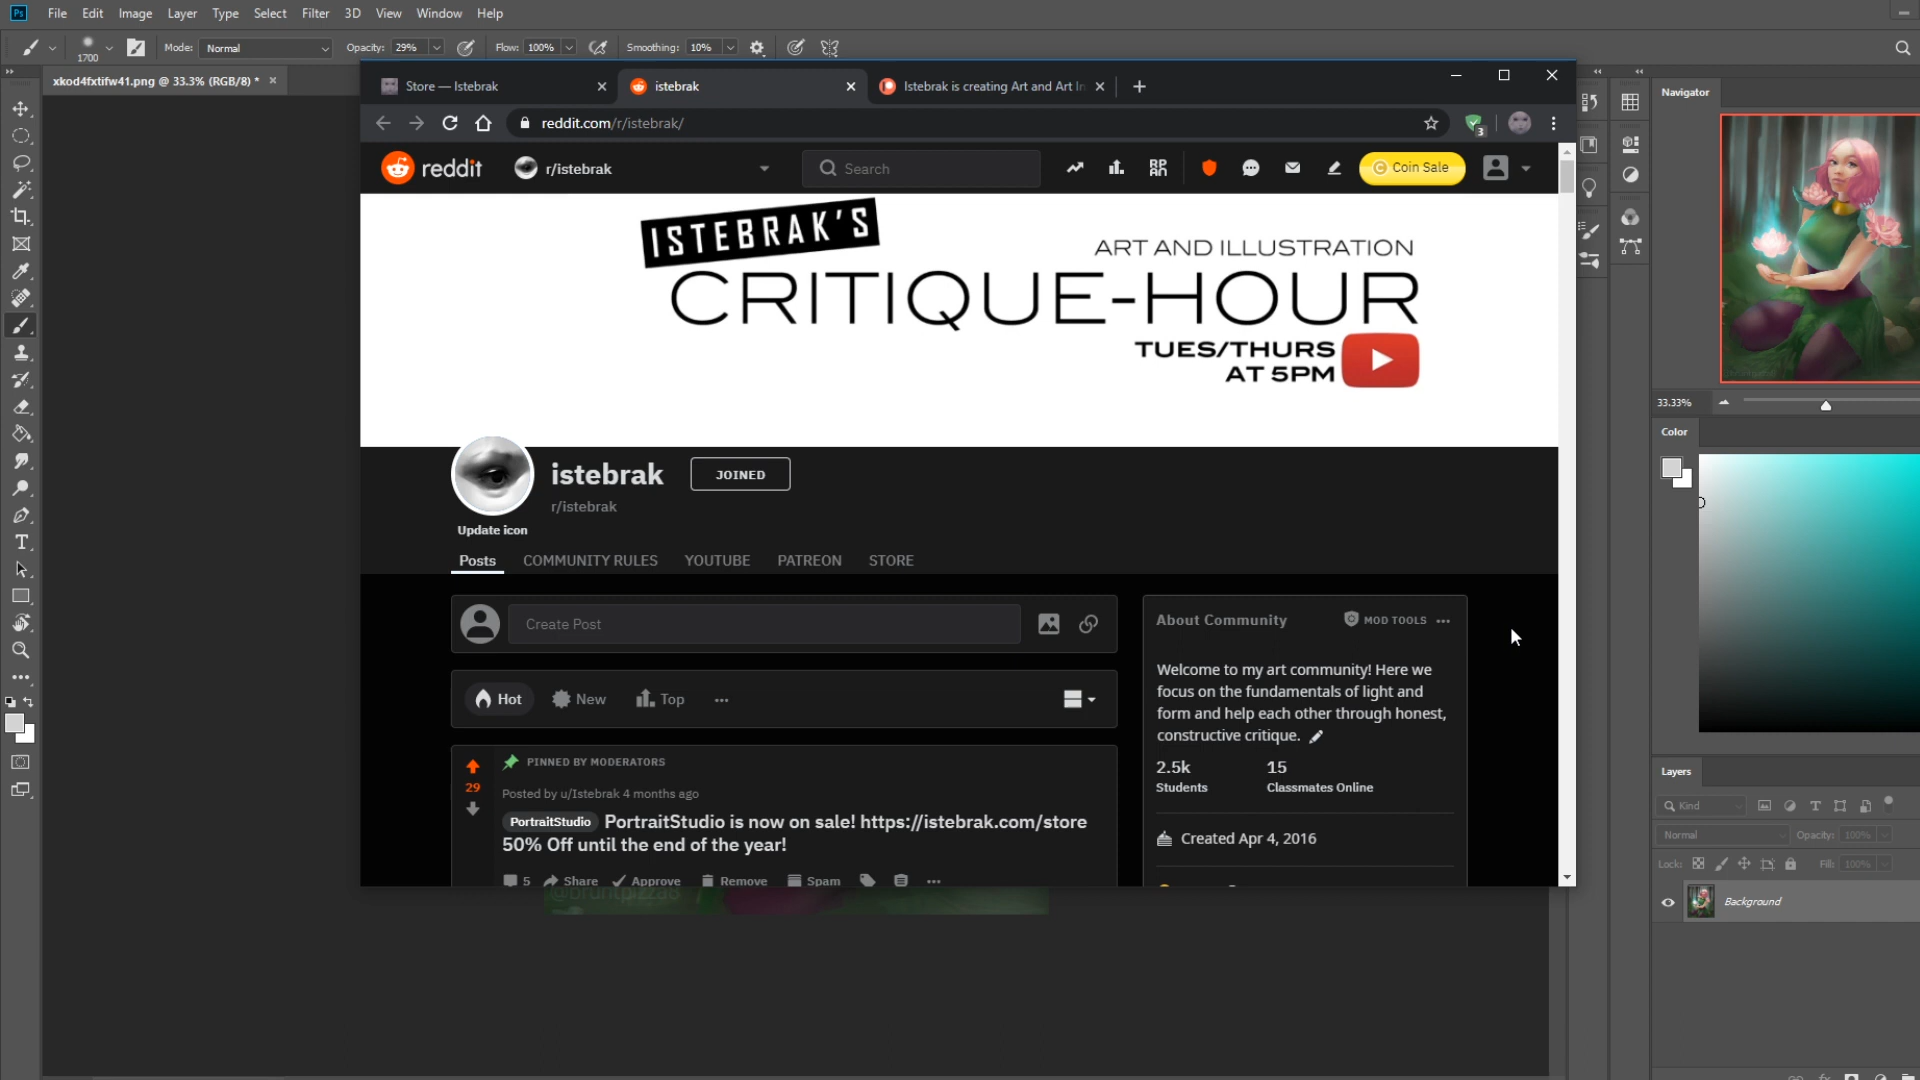 Ps File Edit Image Layer Type Select Filter 3D View Window Help
1700 Mode: Normal Opacity: 29% Flow: 100% Smoothing: 10%
xkod4fxtifw41.png @ 33.3% (RGB/8) * ×
Store — Istebrak
istebrak
Istebrak is creating Art and Art In
reddit.com/r/istebrak/
3
reddit r/istebrak Search Coin Sale
ISTEBRAK'S
ART AND ILLUSTRATION
CRITIQUE-HOUR
TUES/THURS
AT 5PM
istebrak JOINED
r/istebrak
Update icon
Posts COMMUNITY RULES YOUTUBE PATREON STORE
Create Post
Hot New Top
PINNED BY MODERATORS
29
Posted by u/Istebrak 4 months ago
PortraitStudio PortraitStudio is now on sale! https://istebrak.com/store
50% Off until the end of the year!
5 Share Approve Remove Spam
About Community MOD TOOLS
Welcome to my art community! Here we
focus on the fundamentals of light and
form and help each other through honest,
constructive critique.
2.5k 15
Students Classmates Online
Created Apr 4, 2016
Navigator
33.33%
Color
Layers
Kind
Normal Opacity: 100%
Lock: Fill: 100%
Background